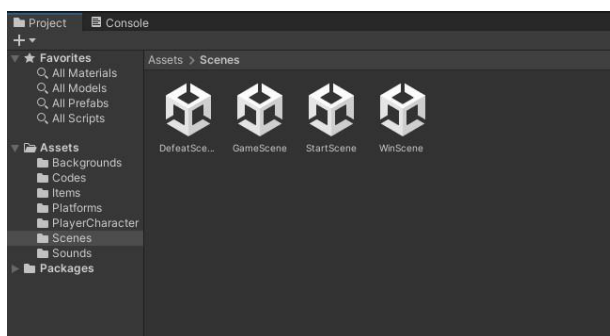 Project Console
Favorites
All Materials
All Models
All Prefabs
All Scripts
Assets
Backgrounds
Codes
Items
Platforms
PlayerCharacter
Scenes
Sounds
Packages
Assets > Scenes
DefeatSce... GameScene StartScene WinScene